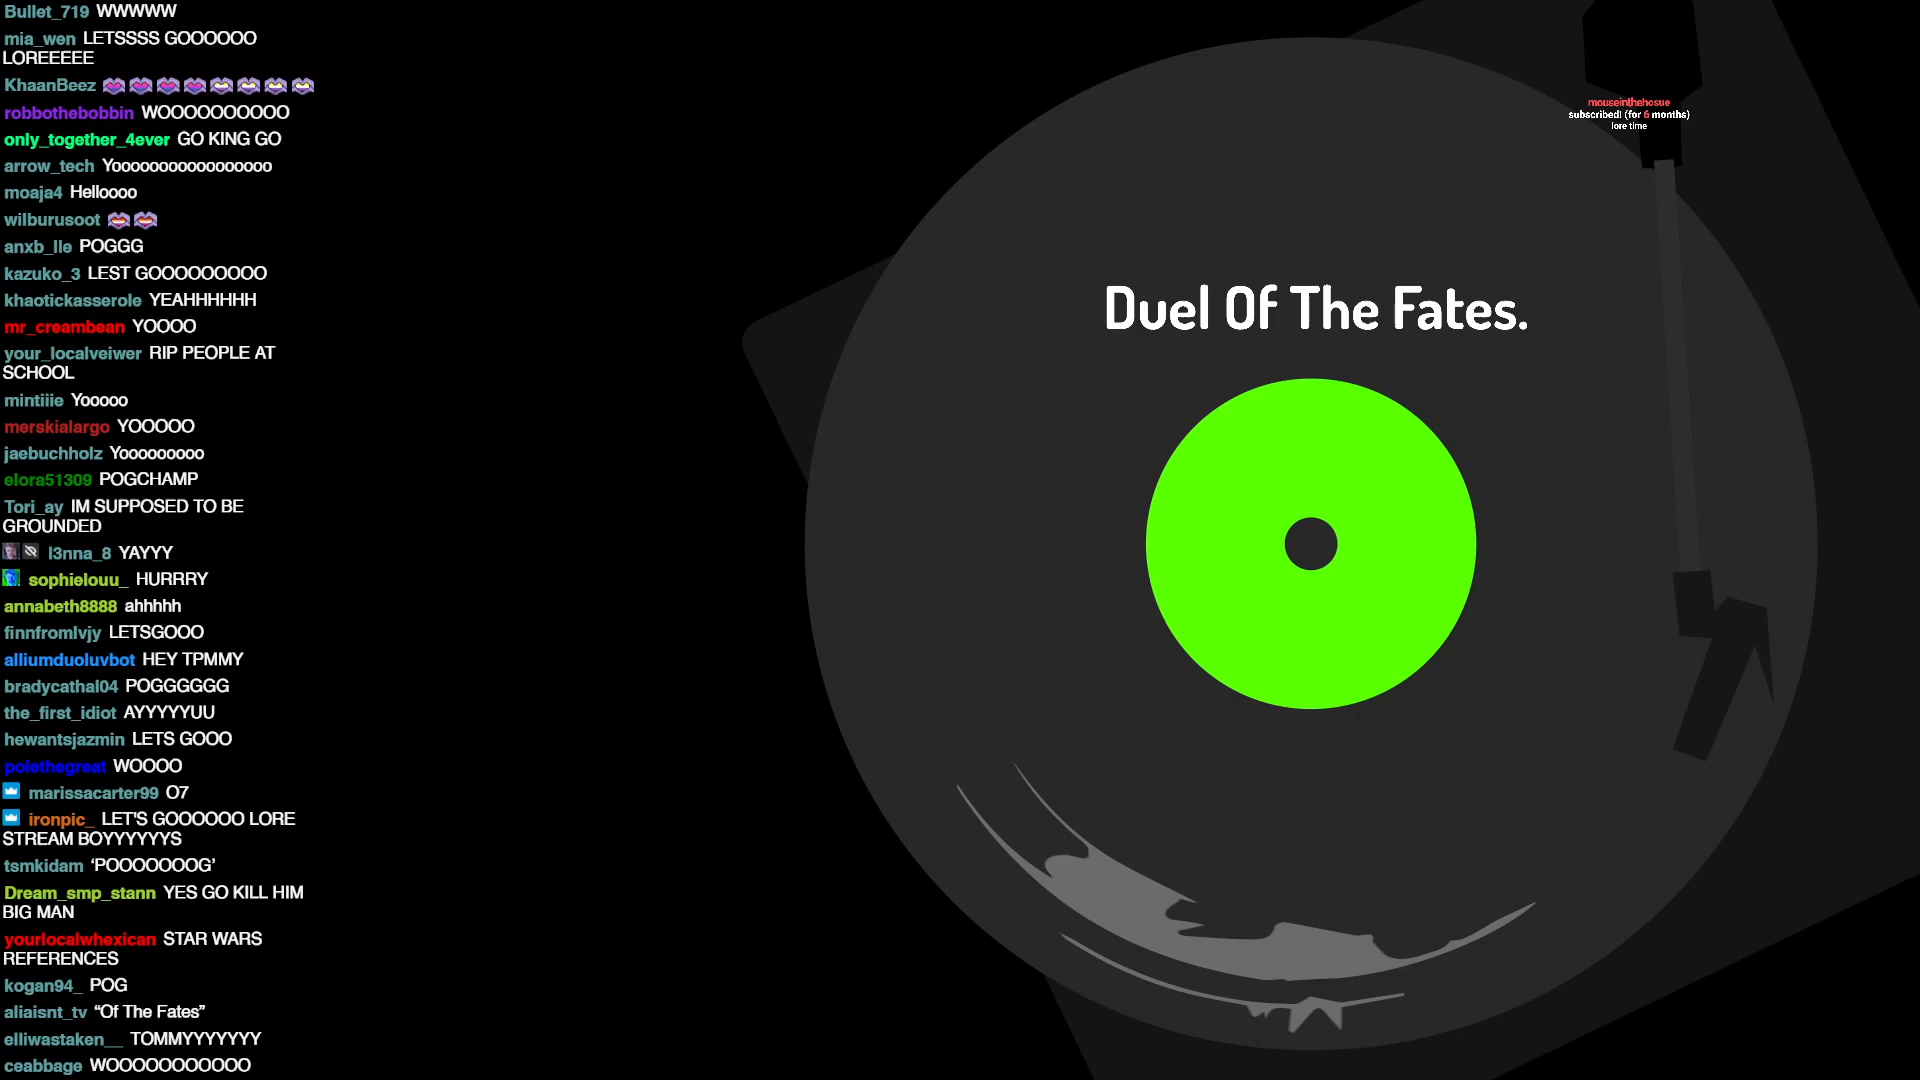 Bullet_719 WWWWW
mia_wen LETSSSS GOOOOOO
LOREEEEE
KhaanBeez
robbothebobbin WOOOOOOOOOO
only_together_4ever GO KING GO
arrow_tech Yoooooooooooooooo
moaja4 Helloooo
wilburusoot
anxb_lle POGGG
kazuko_3 LEST GOOOOOOOOO
khaotickasserole YEAHHHHHH
mr_creambean YOOOO
your_localveiwer RIP PEOPLE AT
SCHOOL
mintiiie Yooooo
merskialargo YOOOOO
jaebuchholz Yooooooooo
elora51309 POGCHAMP
Tori_ay IM SUPPOSED TO BE
GROUNDED
l3nna_8 YAYYY
sophielouu_ HURRRY
annabeth8888 ahhhhh
finnfromlvjy LETSGOOO
alliumduoluvbot HEY TPMMY
bradycathal04 POGGGGGG
the_first_idiot AYYYYYUU
hewantsjazmin LETS GOOO
polethegreat WOOOO
marissacarter99 O7
ironpic_ LET'S GOOOOOO LORE
STREAM BOYYYYYYS
tsmkidam ‘POOOOOOOG’
Dream_smp_stann YES GO KILL HIM
BIG MAN
yourlocalwhexican STAR WARS
REFERENCES
kogan94_ POG
aliaisnt_tv “Of The Fates”
elliwastaken__ TOMMYYYYYYY
ceabbage WOOOOOOOOOOO
mouseinthehosue
subscribed! (for 6 months)
lore time
Duel Of The Fates.